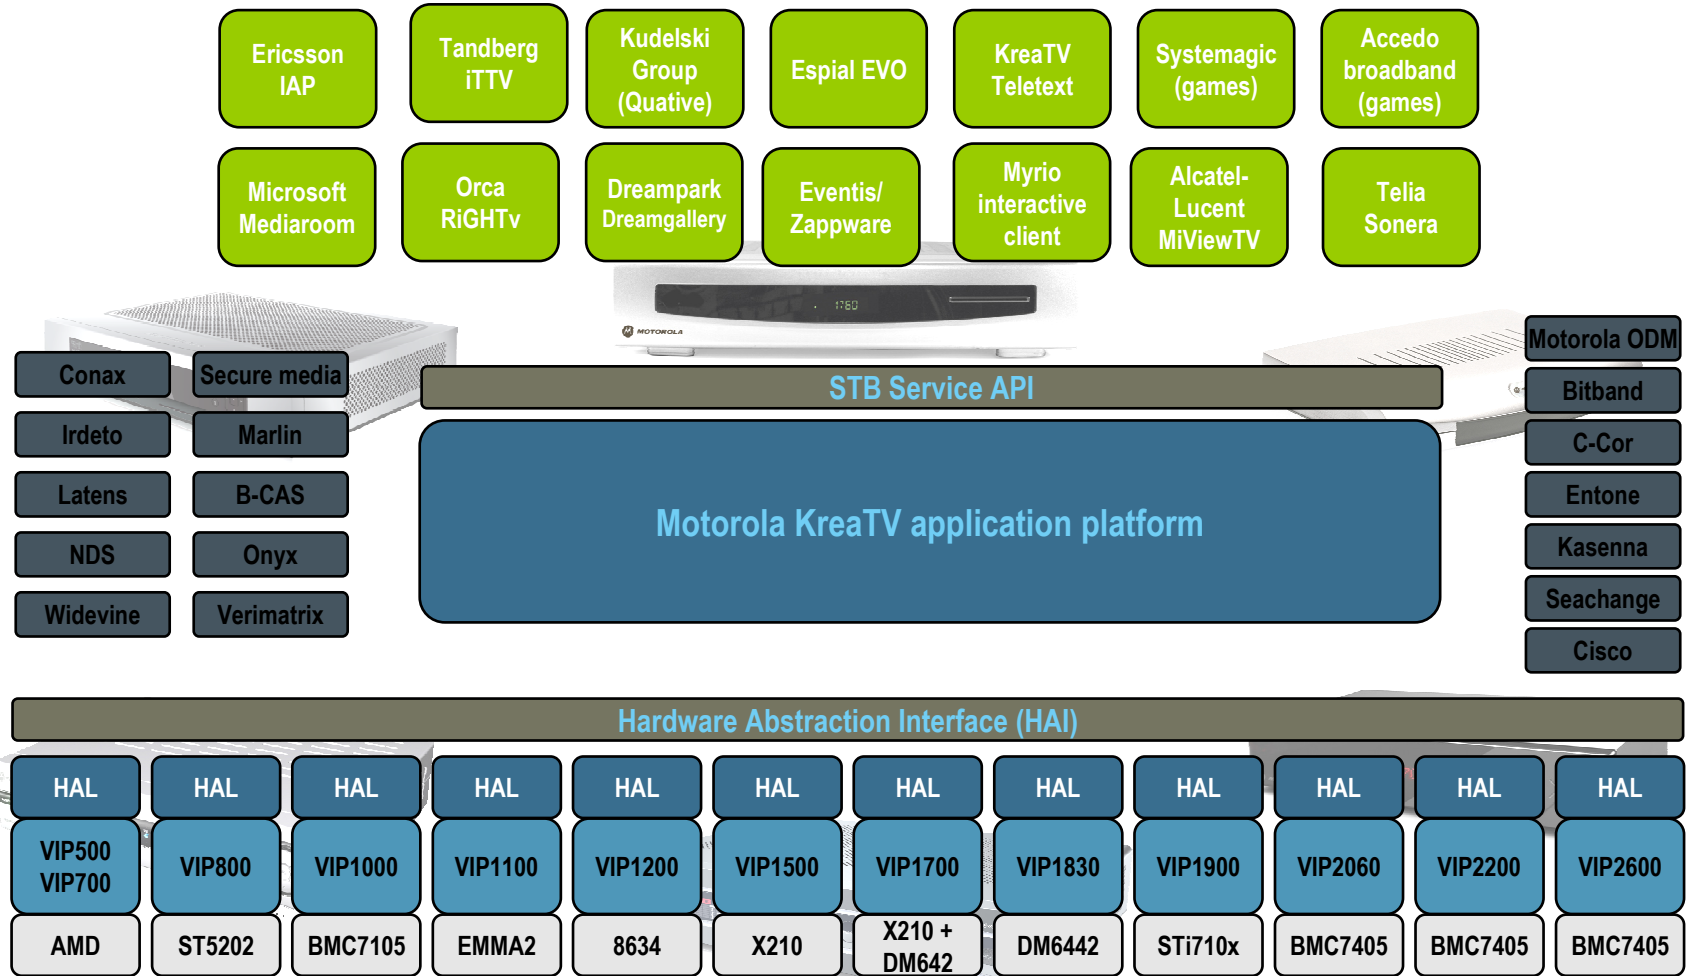 Ericsson
IAP
Tandberg
iTTV
Kudelski
Group
(Quative)
Espial EVO
KreaTV
Teletext
Systemagic
(games)
Accedo
broadband
(games)
Microsoft
Mediaroom
Orca
RiGHTv
Dreampark
Dreamgallery
Eventis/
Zappware
Myrio
interactive
client
Alcatel-
Lucent
MiViewTV
Telia
Sonera
1760
MOTOROLA
Conax
Secure media
Irdeto
Marlin
Latens
B-CAS
NDS
Onyx
Widevine
Verimatrix
STB Service API
Motorola KreaTV application platform
Motorola ODM
Bitband
C-Cor
Entone
Kasenna
Seachange
Cisco
Hardware Abstraction Interface (HAI)
HAL
HAL
HAL
HAL
HAL
HAL
HAL
HAL
HAL
HAL
HAL
HAL
VIP500
VIP700
VIP800
VIP1000
VIP1100
VIP1200
VIP1500
VIP1700
VIP1830
VIP1900
VIP2060
VIP2200
VIP2600
AMD
ST5202
BMC7105
EMMA2
8634
X210
X210 +
DM642
DM6442
STi710x
BMC7405
BMC7405
BMC7405